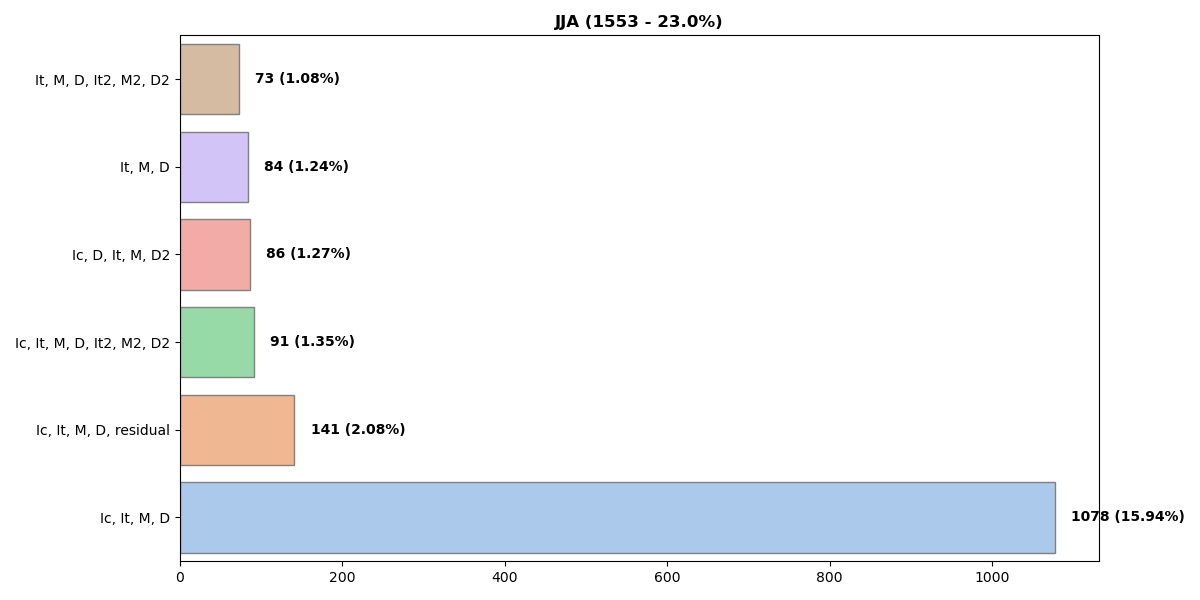 JJA (1553 - 23.0%)
It, M, D, It2, M2, D2
73 (1.08%)
It, M, D
84 (1.24%)
Ic, D, It, M, D2
86 (1.27%)
Ic, It, M, D, It2, M2, D2
91 (1.35%)
Ic, It, M, D, residual
141 (2.08%)
Ic, It, M, D
1078 (15.94%)
0 200 400 600 800 1000